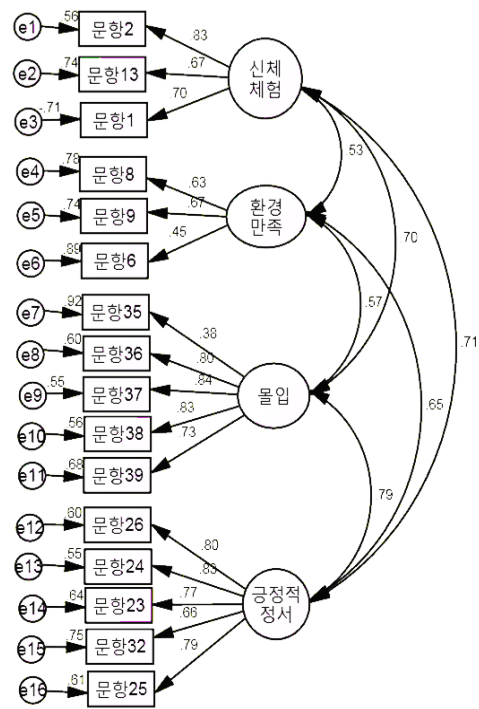 e1 .56 문항2 .83
e2 .74 문항13 .67
e3 -.71 문항1 70
신체
체험
e4 .78 문항8 .63
e5 .74 문항9 .67
e6 .89 문항6 .45
환경
만족
e7 .92 문항35 .38
e8 .60 문항36 .80
e9 .55 문항37 .84
e10 .56 문항38 .83
e11 .68 문항39 .73
몰입
e12 .60 문항26 .80
e13 .55 문항24 .83
e14 .64 문항23 .77
e15 .75 문항32 .66
e16 .61 문항25 .79
긍정적
정서
.53
.70
.57
.71
.65
.79